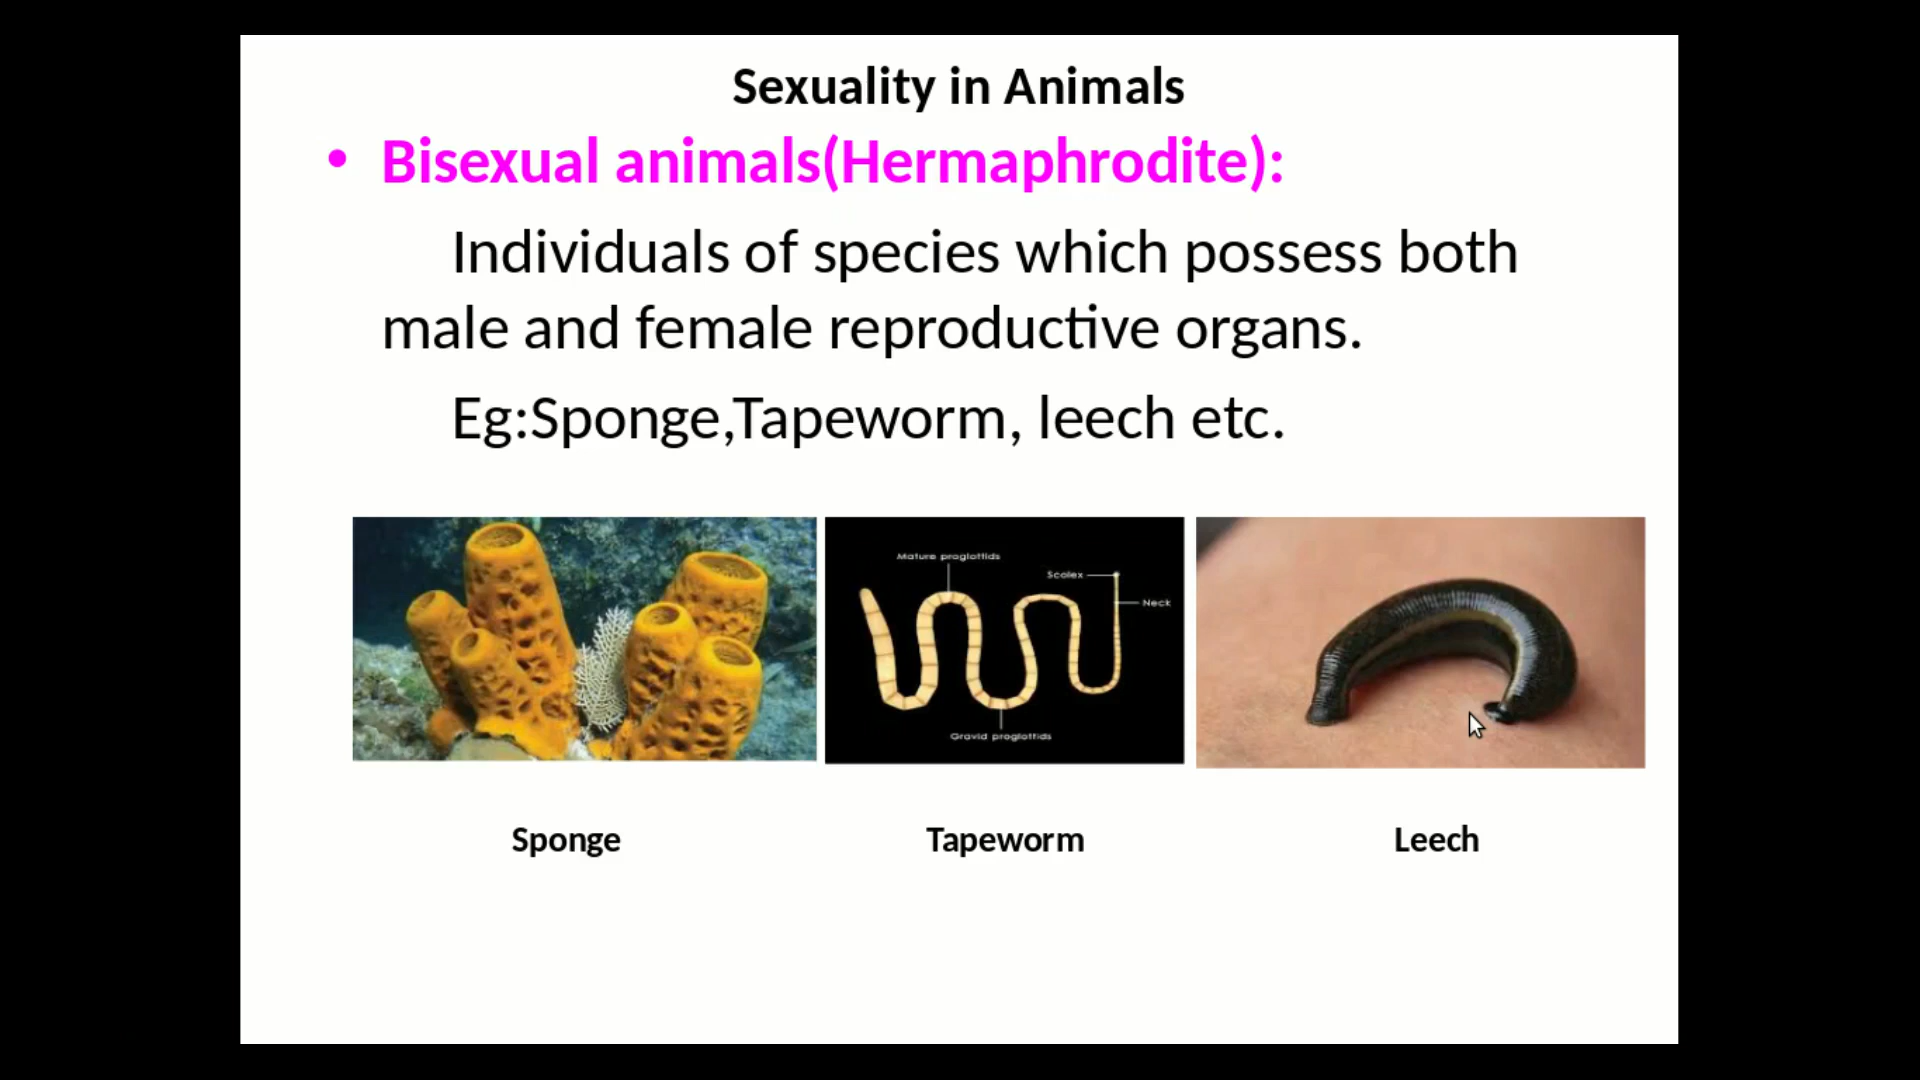 Sexuality in Animals
• Bisexual animals(Hermaphrodite):
Individuals of species which possess both
male and female reproductive organs.
Eg:Sponge,Tapeworm, leech etc.
Mature proglottids
Scolex
Neck
Gravid proglottids
Sponge
Tapeworm
Leech